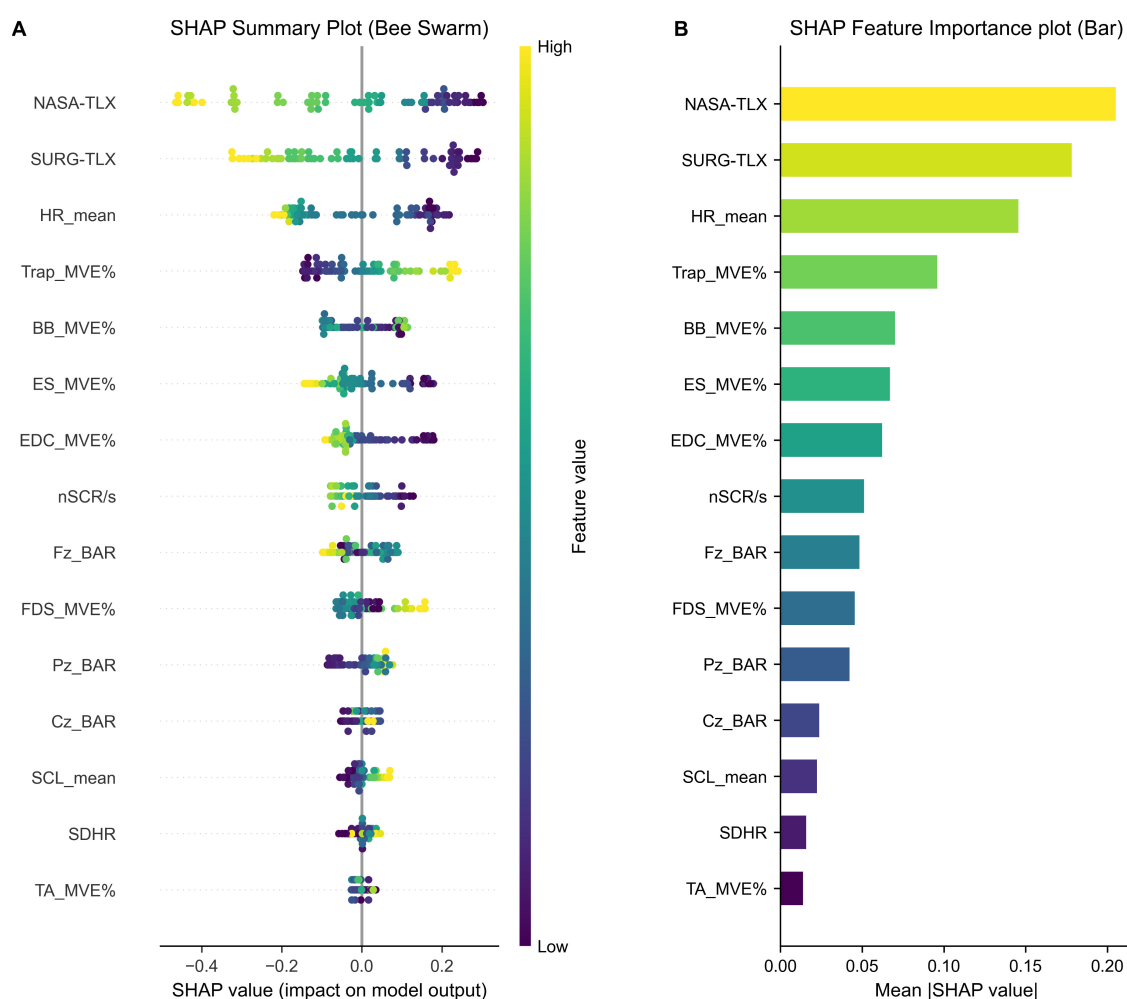 A
SHAP Summary Plot (Bee Swarm)
NASA-TLX
SURG-TLX
HR_mean
Trap_MVE%
BB_MVE%
ES_MVE%
EDC_MVE%
nSCR/s
Fz_BAR
FDS_MVE%
Pz_BAR
Cz_BAR
SCL_mean
SDHR
TA_MVE%
−0.4
−0.2
0.0
0.2
SHAP value (impact on model output)
High
Low
Feature value
B
SHAP Feature Importance plot (Bar)
NASA-TLX
SURG-TLX
HR_mean
Trap_MVE%
BB_MVE%
ES_MVE%
EDC_MVE%
nSCR/s
Fz_BAR
FDS_MVE%
Pz_BAR
Cz_BAR
SCL_mean
SDHR
TA_MVE%
0.00
0.05
0.10
0.15
0.20
Mean |SHAP value|